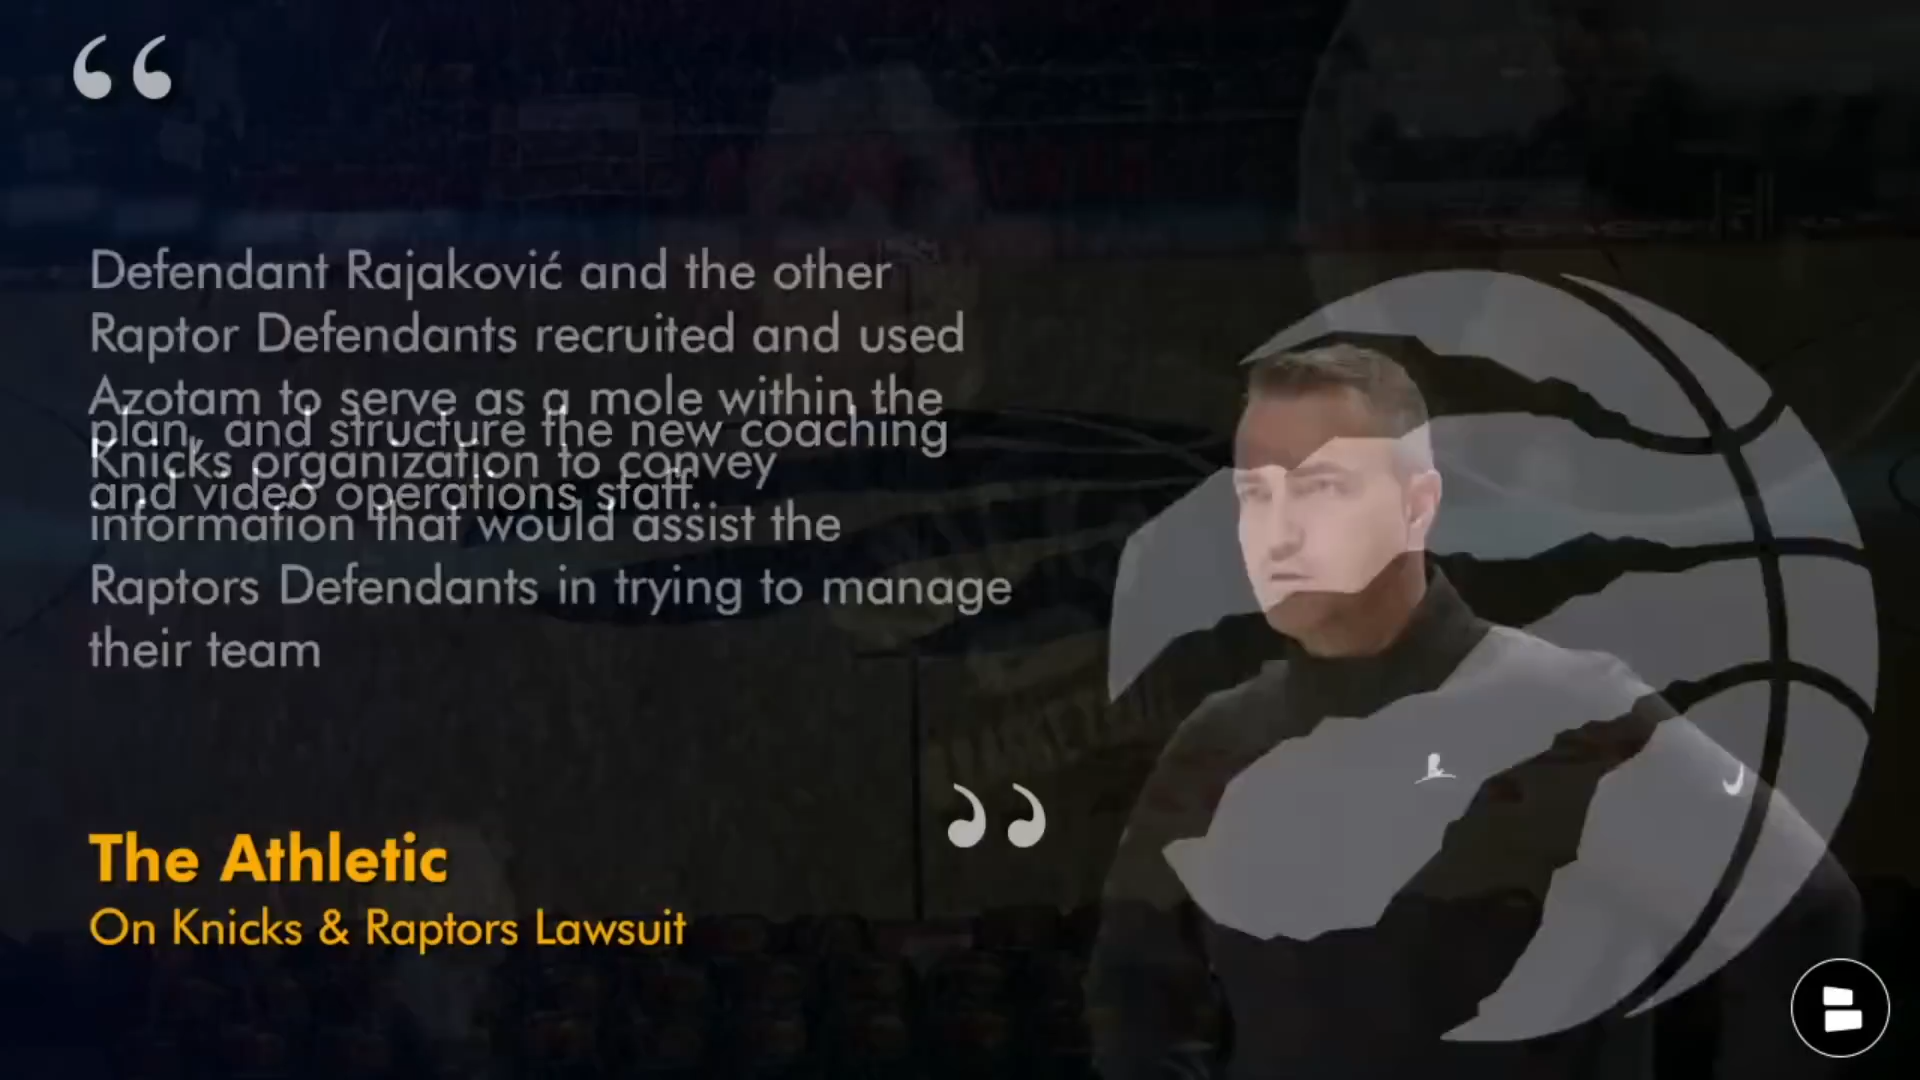 “
Defendant Rajaković and the other
Raptor Defendants recruited and used
Azotam to serve as a mole within the
plan, and structure the new coaching
Knicks organization to convey
and video operations staff.
information that would assist the
Raptors Defendants in trying to manage
their team
”
The Athletic
On Knicks & Raptors Lawsuit